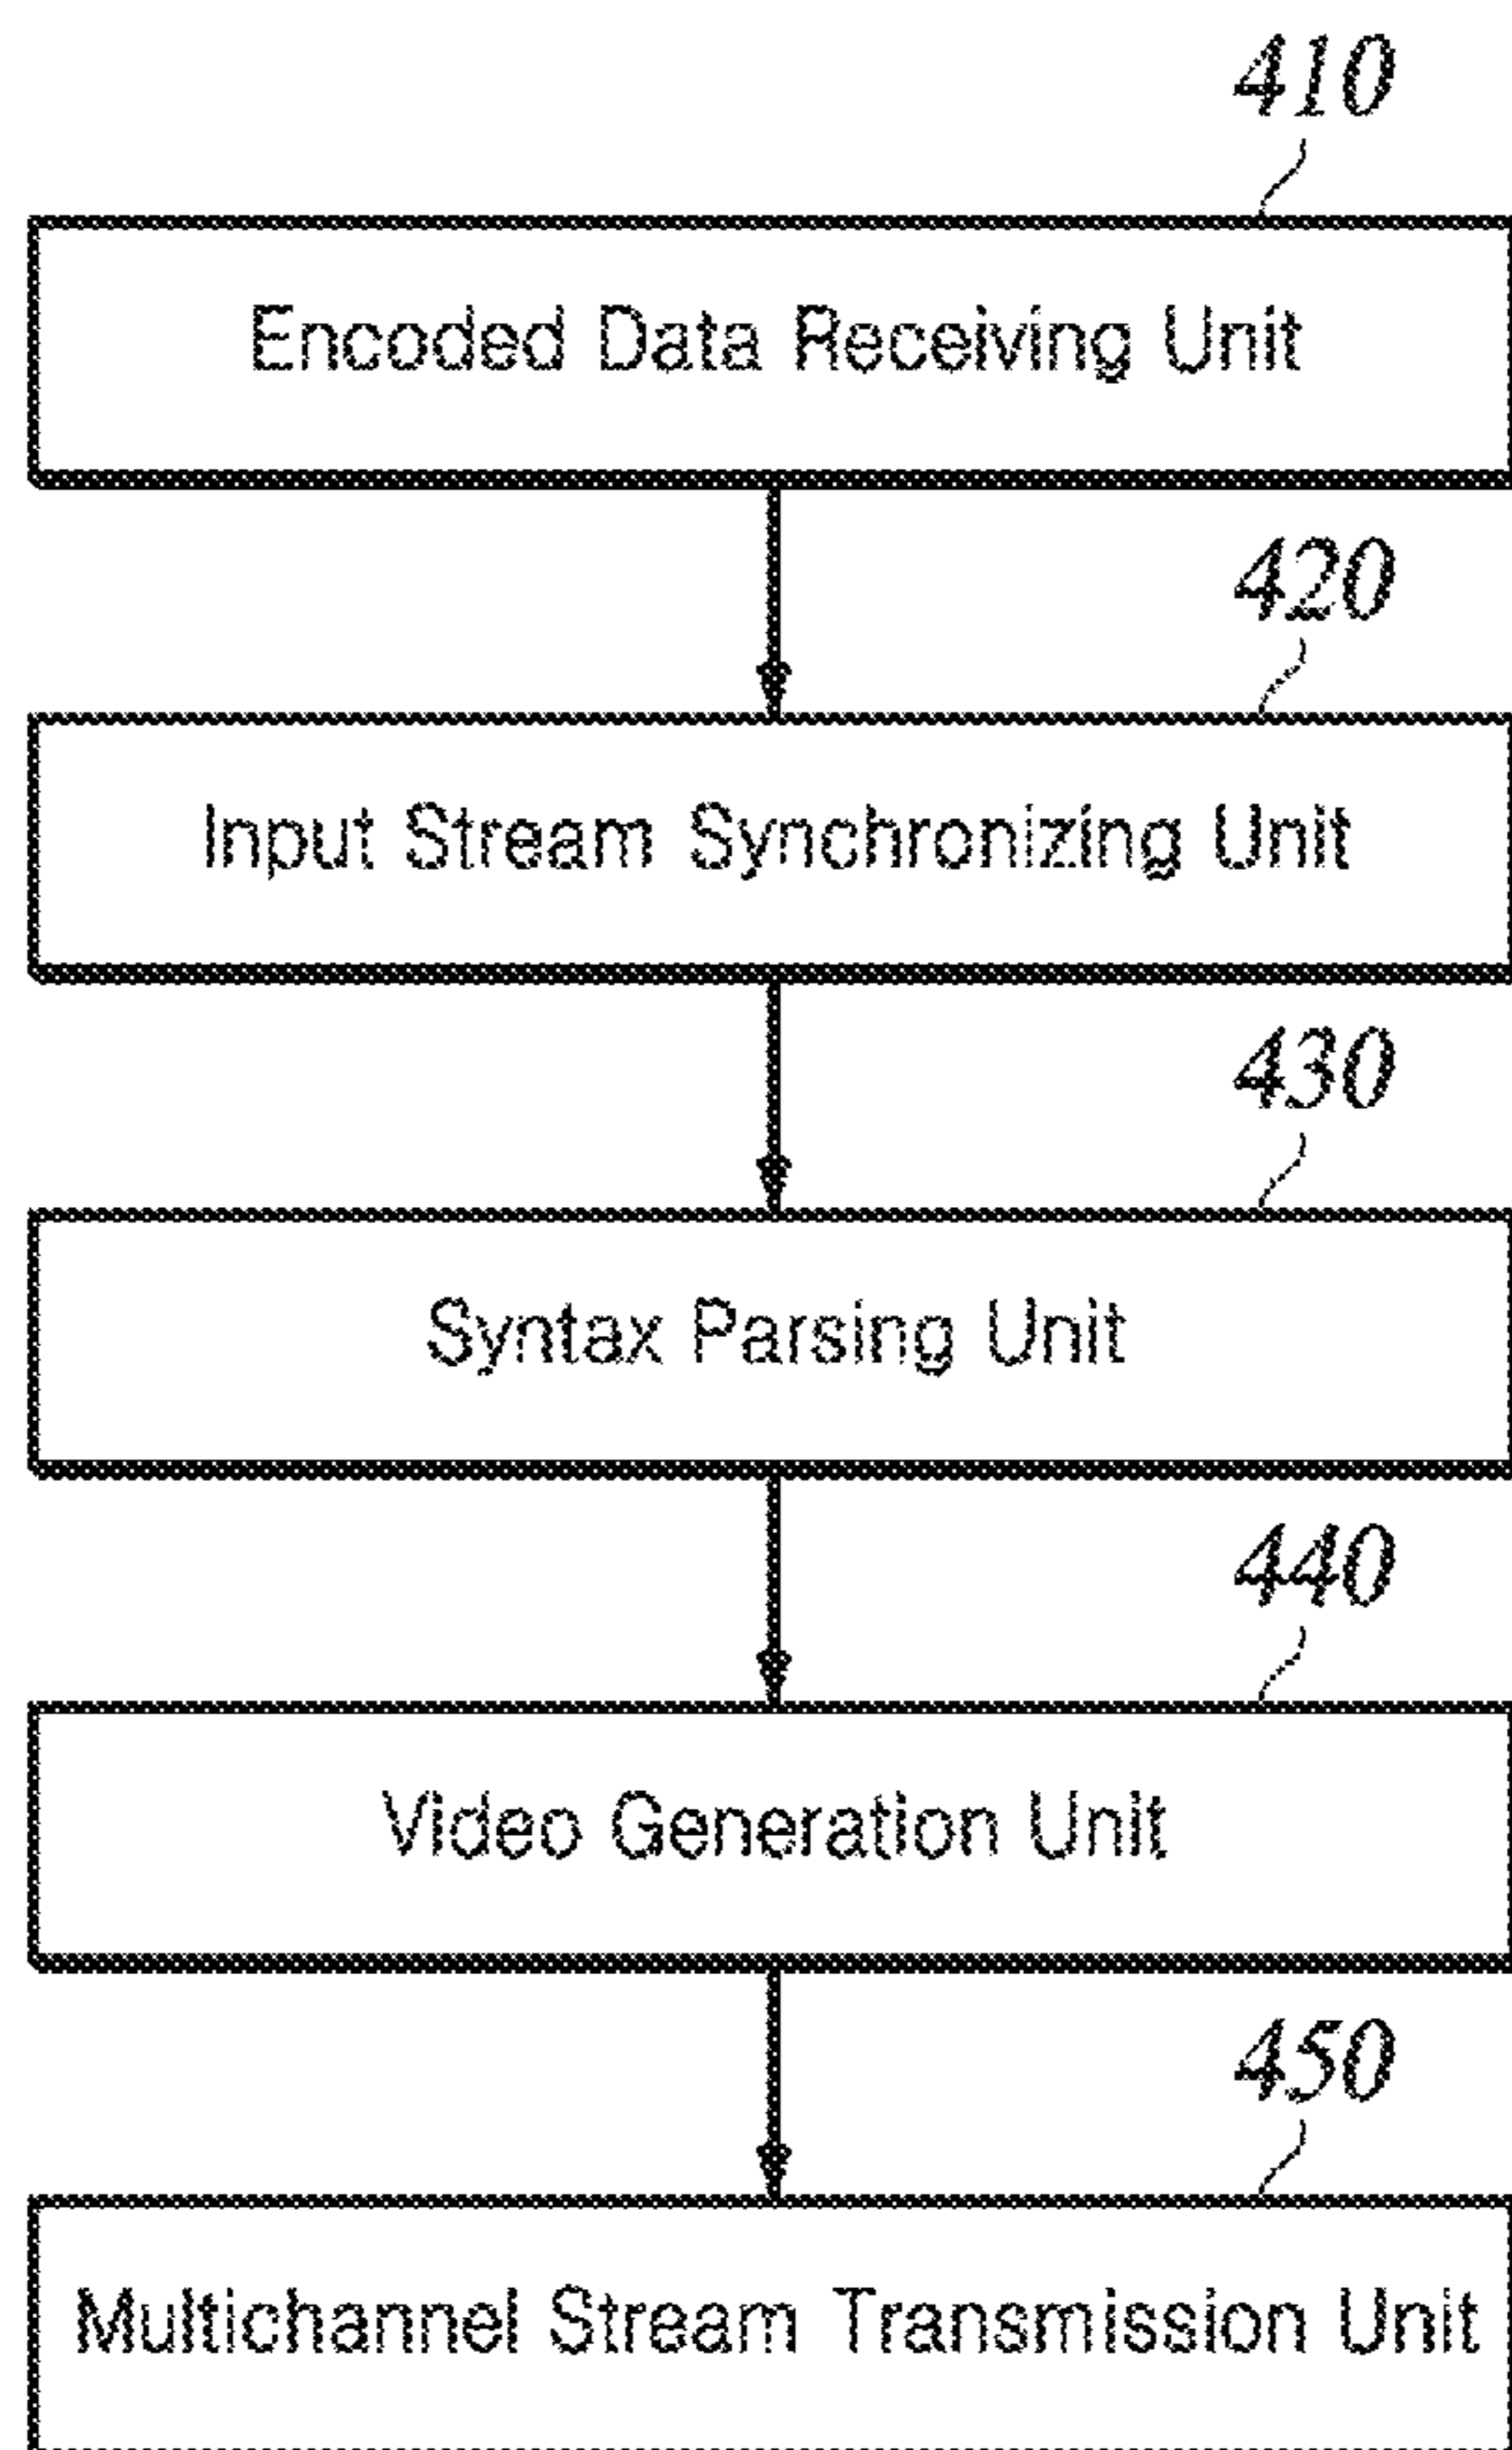 410
Encoded Data Receiving Unit
420
Input Stream Synchronizing Unit
430
Syntax Parsing Unit
440
Video Generation Unit
450
Multichannel Stream Transmission Unit